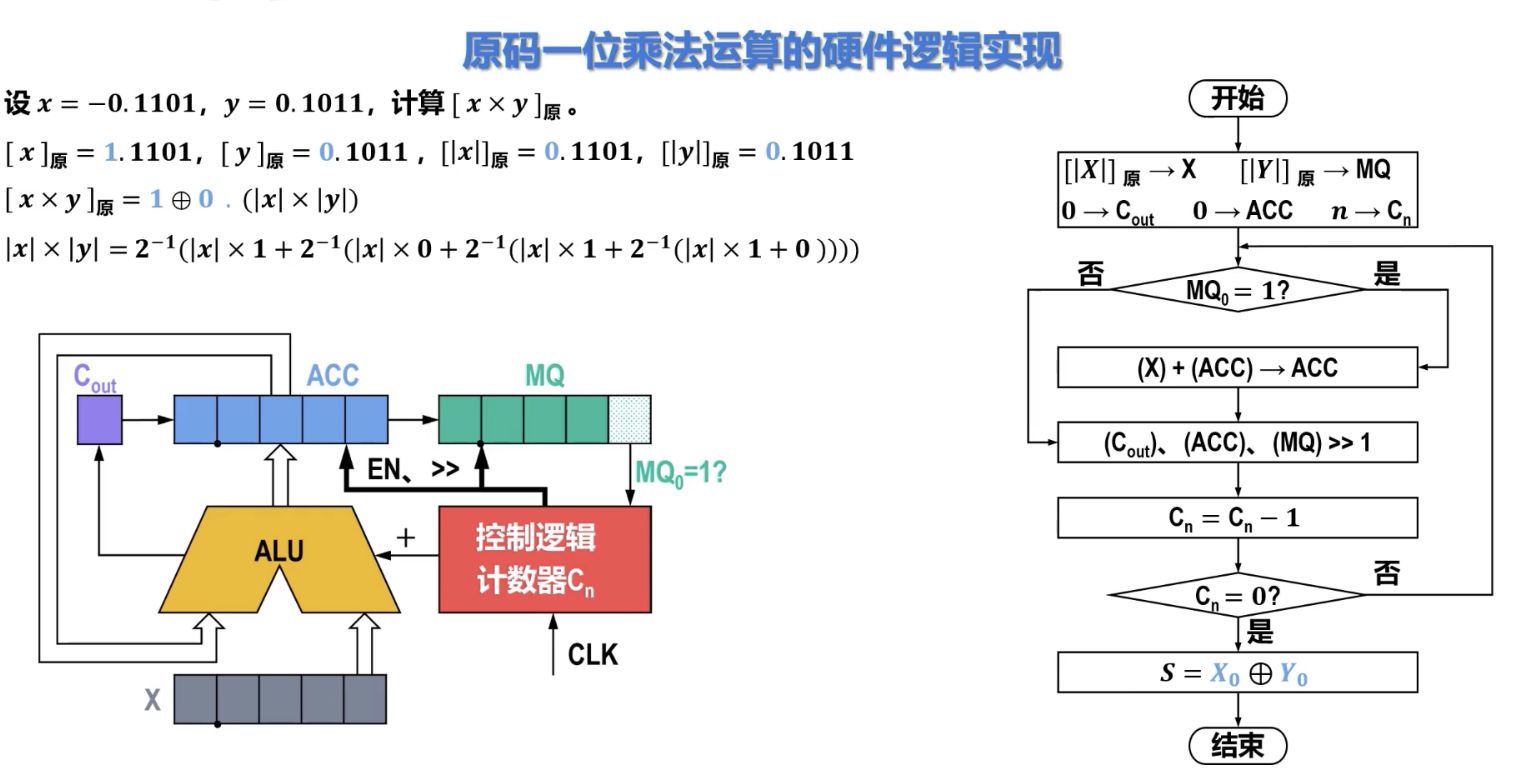 原码一位乘法运算的硬件逻辑实现
设 x = −0.1101，y = 0.1011，计算 [ x × y ]原 。
[ x ]原 = 1.1101，[ y ]原 = 0.1011，[|x|]原 = 0.1101，[|y|]原 = 0.1011
[ x × y ]原 = 1 ⊕ 0 . (|x| × |y|)
|x| × |y| = 2⁻¹(|x| × 1 + 2⁻¹(|x| × 0 + 2⁻¹(|x| × 1 + 2⁻¹(|x| × 1 + 0 ))))
Cout
ACC
MQ
EN、>>
MQ0=1?
ALU
+
控制逻辑
计数器Cn
CLK
X
开始
[|X|]原 → X [|Y|]原 → MQ
0 → Cout 0 → ACC n → Cn
否
MQ0 = 1?
是
(X) + (ACC) → ACC
(Cout)、(ACC)、(MQ) >> 1
Cn = Cn − 1
Cn = 0?
否
是
S = X0 ⊕ Y0
结束